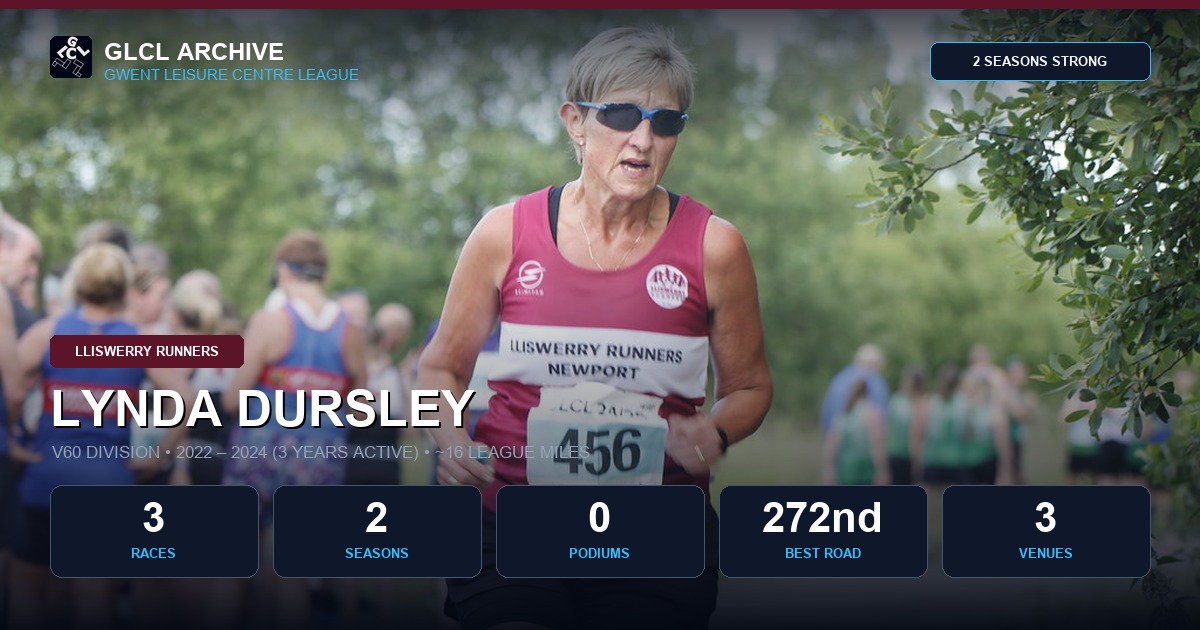 GLCL ARCHIVE
GWENT LEISURE CENTRE LEAGUE
2 SEASONS STRONG
LLISWERRY RUNNERS
NEWPORT
456
LLISWERRY RUNNERS
LYNDA DURSLEY
V60 DIVISION • 2022 – 2024 (3 YEARS ACTIVE) • ~16 LEAGUE MILES
3
RACES
2
SEASONS
0
PODIUMS
272nd
BEST ROAD
3
VENUES